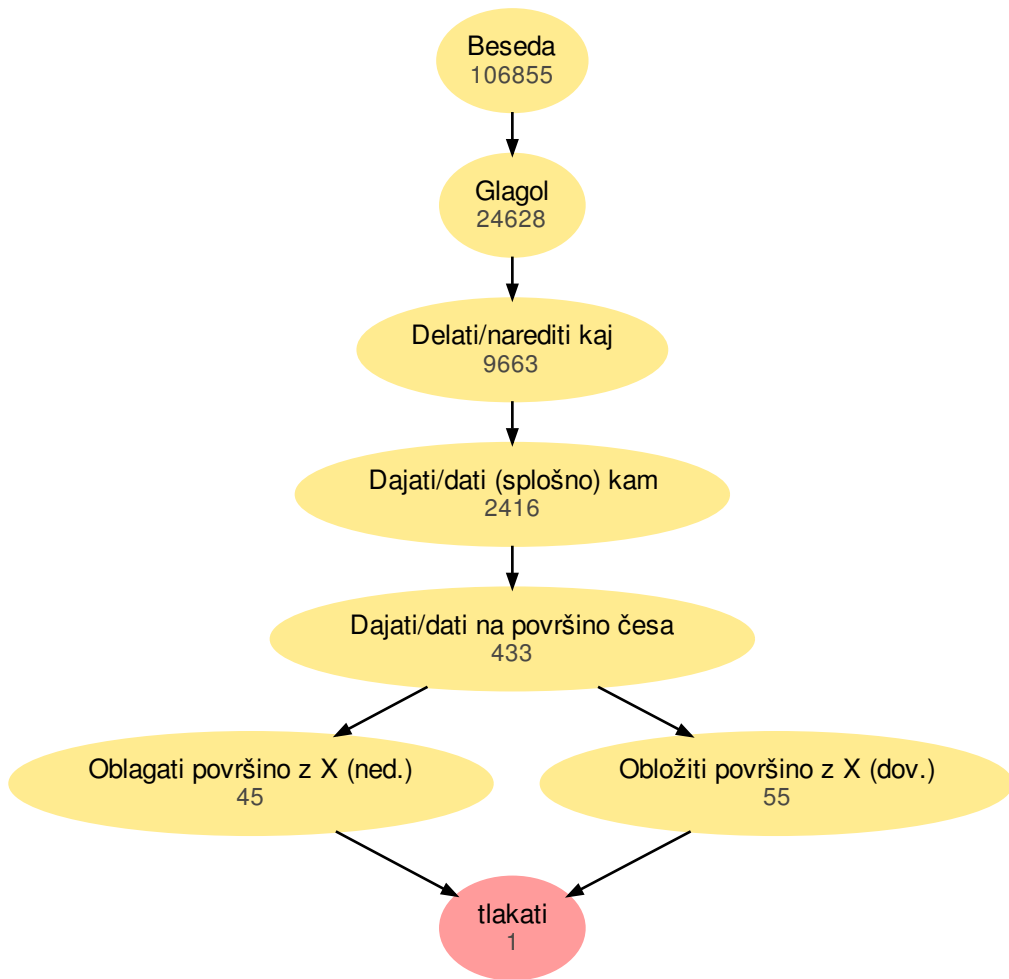 Beseda
106855
Glagol
24628
Delati/narediti kaj
9663
Dajati/dati (splošno) kam
2416
Dajati/dati na površino česa
433
Oblagati površino z X (ned.)
45
Obložiti površino z X (dov.)
55
tlakati
1